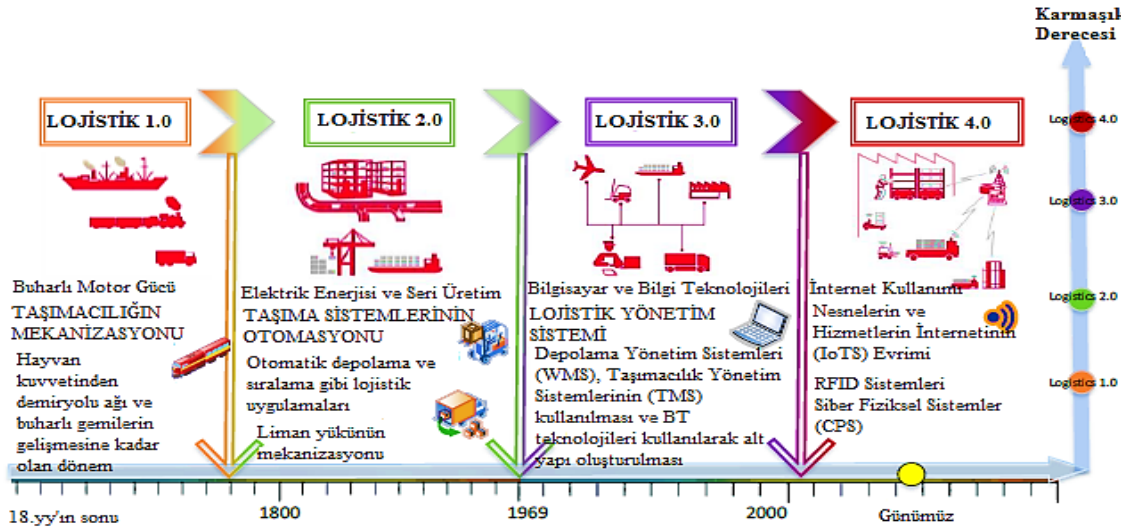 Karmaşık
Derecesi
LOJİSTİK 1.0
LOJİSTİK 2.0
LOJİSTİK 3.0
LOJİSTİK 4.0
Buharlı Motor Gücü
TAŞIMACILIĞIN
MEKANİZASYONU
Hayvan
kuvvetinden
demiryolu ağı ve
buharlı gemilerin
gelişmesine kadar
olan dönem
Elektrik Enerjisi ve Seri Üretim
TAŞIMA SİSTEMLERİNİN
OTOMASYONU
Otomatik depolama ve
sıralama gibi lojistik
uygulamaları
Liman yükünün
mekanizasyonu
Bilgisayar ve Bilgi Teknolojileri
LOJİSTİK YÖNETİM
SİSTEMİ
Depolama Yönetim Sistemleri
(WMS), Taşımacılık Yönetim
Sistemlerinin (TMS)
kullanılması ve BT
teknolojileri kullanılarak alt
yapı oluşturulması
İnternet Kullanımı
Nesnelerin ve
Hizmetlerin İnternetinin
(IoTS) Evrimi
RFID Sistemleri
Siber Fiziksel Sistemler
(CPS)
Logistics 4.0
Logistics 3.0
Logistics 2.0
Logistics 1.0
18.yy'ın sonu
1800
1969
2000
Günümüz